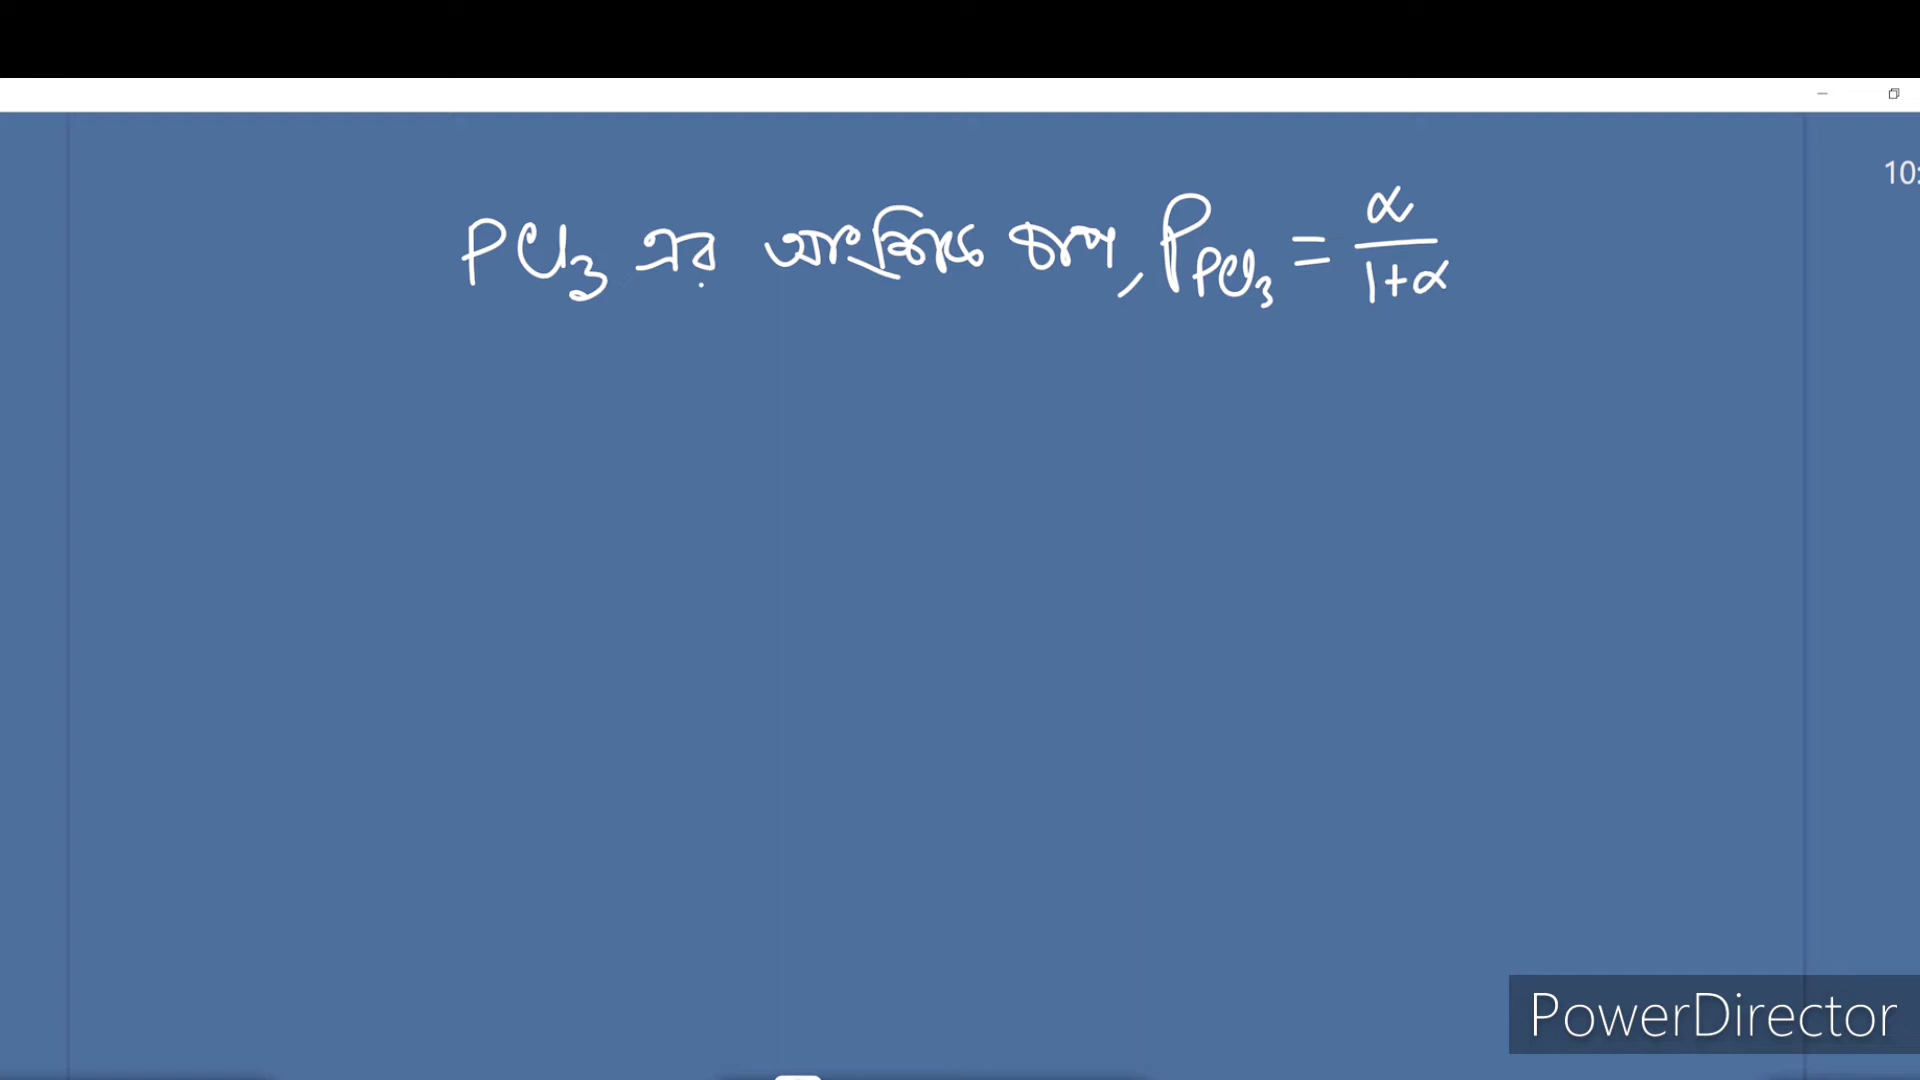 10:
PCl₃ এর আংশিক চাপ, P_PCl₃ = α/(1+α)
PowerDirector